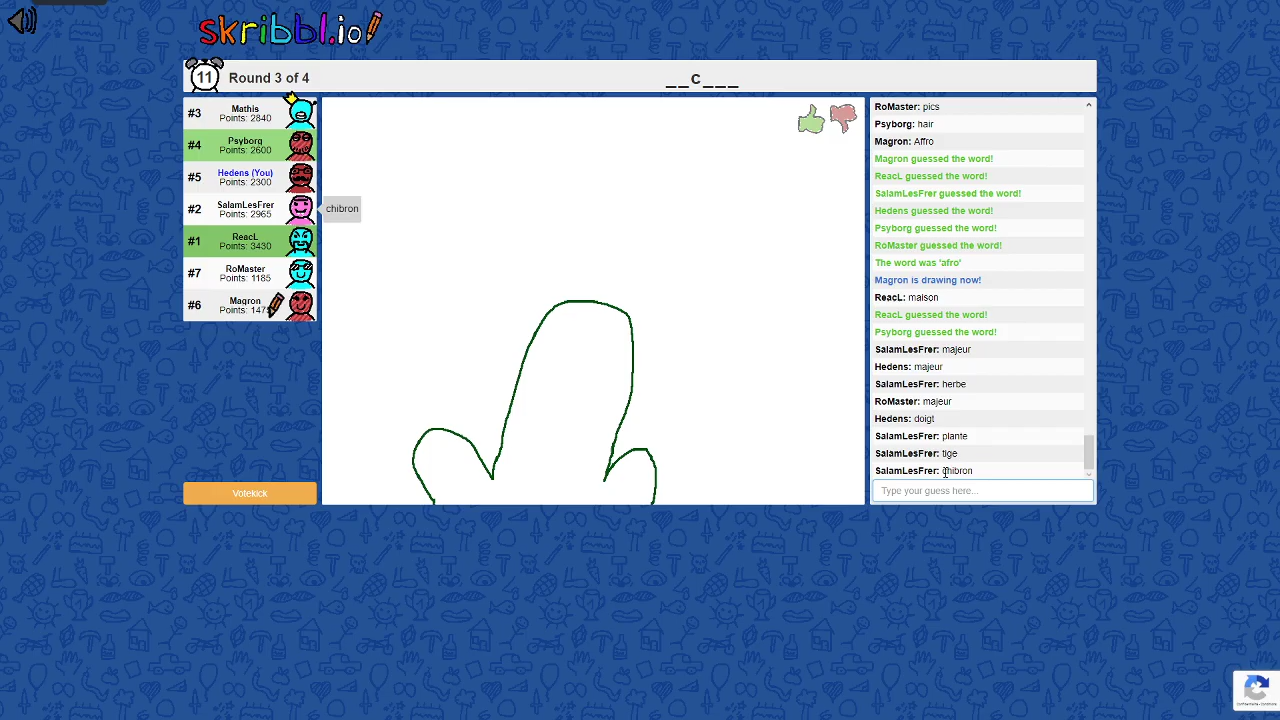 skribbl.io
11
Round 3 of 4
__c___
#3
Mathis
Points: 2840
#4
Psyborg
Points: 2600
#5
Hedens (You)
Points: 2300
#2
SalamLesFrer
Points: 2965
#1
ReacL
Points: 3430
#7
RoMaster
Points: 1185
#6
Magron
Points:
Votekick
chibron
RoMaster: pics
Psyborg: hair
Magron: Affro
Magron guessed the word!
ReacL guessed the word!
SalamLesFrer guessed the word!
Hedens guessed the word!
Psyborg guessed the word!
RoMaster guessed the word!
The word was 'afro'
Magron is drawing now!
ReacL: maison
ReacL guessed the word!
Psyborg guessed the word!
SalamLesFrer: majeur
Hedens: majeur
SalamLesFrer: herbe
RoMaster: majeur
Hedens: doigt
SalamLesFrer: plante
SalamLesFrer: tige
SalamLesFrer: chibron
Type your guess here...